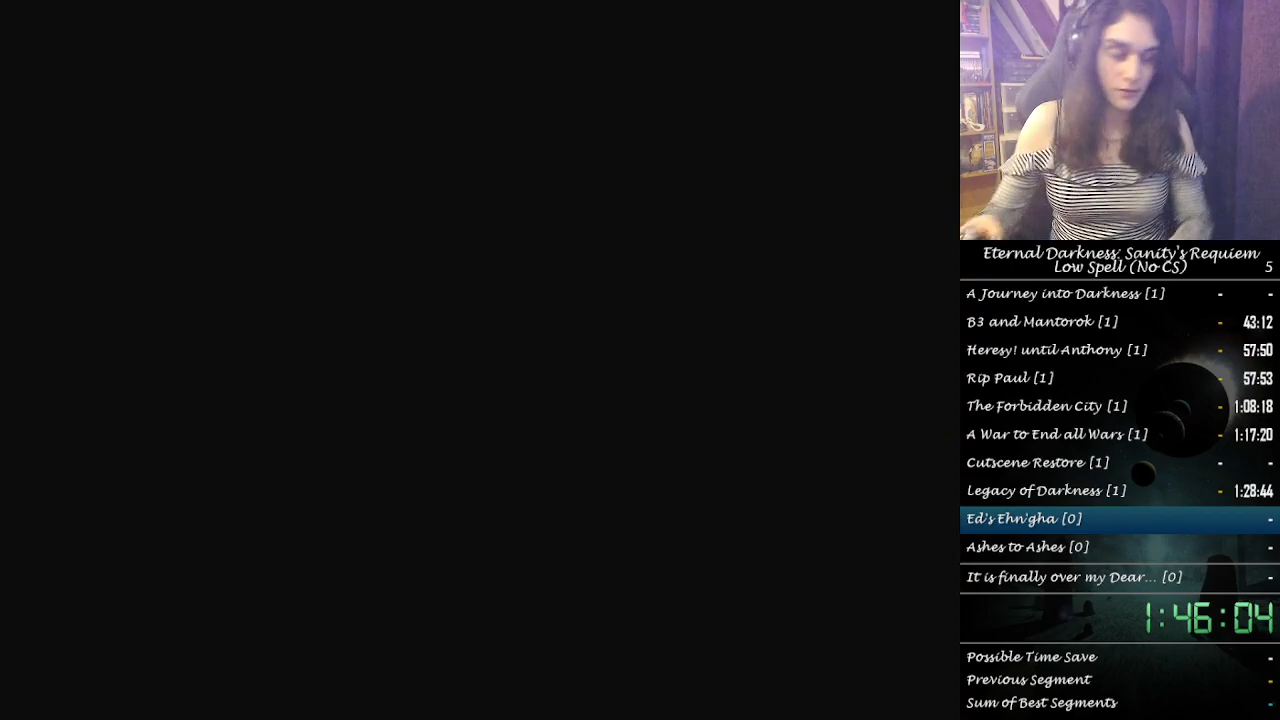 Eternal Darkness: Sanity's Requiem
Low Spell (No CS) 5
A Journey into Darkness [1] - -
B3 and Mantorok [1] - 43:12
Heresy! until Anthony [1] - 57:50
Rip Paul [1] - 57:53
The Forbidden City [1] - 1:08:18
A War to End all Wars [1] - 1:17:20
Cutscene Restore [1] - -
Legacy of Darkness [1] - 1:28:44
Ed's Ehn'gha [0] -
Ashes to Ashes [0] -
It is finally over my Dear... [0] -
1:46:04
Possible Time Save -
Previous Segment -
Sum of Best Segments -